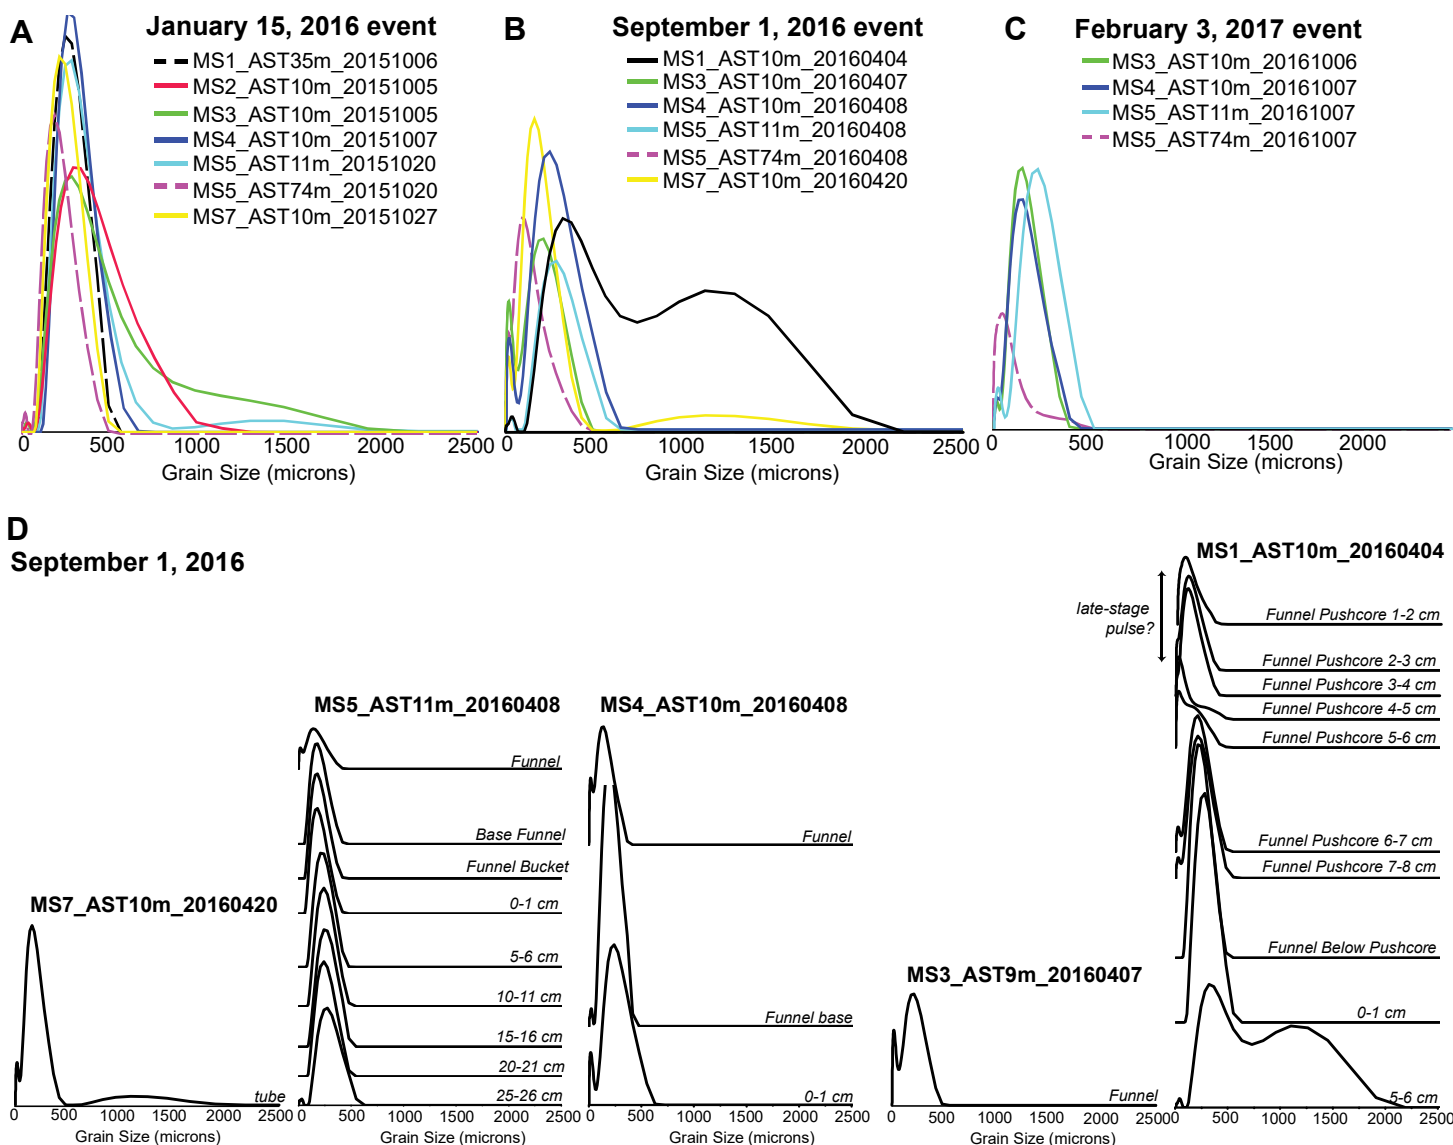 A
January 15, 2016 event
MS1_AST35m_20151006
MS2_AST10m_20151005
MS3_AST10m_20151005
MS4_AST10m_20151007
MS5_AST11m_20151020
MS5_AST74m_20151020
MS7_AST10m_20151027
0 500 1000 1500 2000 2500
Grain Size (microns)
B
September 1, 2016 event
MS1_AST10m_20160404
MS3_AST10m_20160407
MS4_AST10m_20160408
MS5_AST11m_20160408
MS5_AST74m_20160408
MS7_AST10m_20160420
0 500 1000 1500 2000 2500
Grain Size (microns)
C
February 3, 2017 event
MS3_AST10m_20161006
MS4_AST10m_20161007
MS5_AST11m_20161007
MS5_AST74m_20161007
0 500 1000 1500 2000
Grain Size (microns)
D
September 1, 2016
MS7_AST10m_20160420
tube
0 500 1000 1500 2000 2500
Grain Size (microns)
MS5_AST11m_20160408
Funnel
Base Funnel
Funnel Bucket
0-1 cm
5-6 cm
10-11 cm
15-16 cm
20-21 cm
25-26 cm
0 500 1000 1500 2000 2500
Grain Size (microns)
MS4_AST10m_20160408
Funnel
Funnel base
0-1 cm
0 500 1000 1500 2000 2500
Grain Size (microns)
MS3_AST9m_20160407
Funnel
0 500 1000 1500 2000 2500
Grain Size (microns)
MS1_AST10m_20160404
late-stage
pulse?
Funnel Pushcore 1-2 cm
Funnel Pushcore 2-3 cm
Funnel Pushcore 3-4 cm
Funnel Pushcore 4-5 cm
Funnel Pushcore 5-6 cm
Funnel Pushcore 6-7 cm
Funnel Pushcore 7-8 cm
Funnel Below Pushcore
0-1 cm
5-6 cm
0 500 1000 1500 2000 2500
Grain Size (microns)